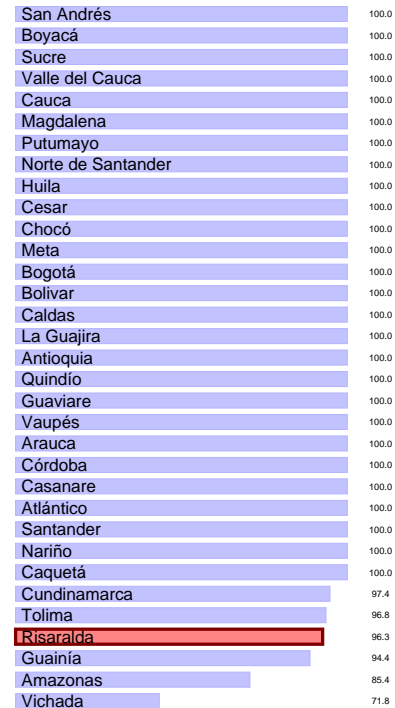 San Andrés 100.0
Boyacá 100.0
Sucre 100.0
Valle del Cauca 100.0
Cauca 100.0
Magdalena 100.0
Putumayo 100.0
Norte de Santander 100.0
Huila 100.0
Cesar 100.0
Chocó 100.0
Meta 100.0
Bogotá 100.0
Bolivar 100.0
Caldas 100.0
La Guajira 100.0
Antioquia 100.0
Quindío 100.0
Guaviare 100.0
Vaupés 100.0
Arauca 100.0
Córdoba 100.0
Casanare 100.0
Atlántico 100.0
Santander 100.0
Nariño 100.0
Caquetá 100.0
Cundinamarca 97.4
Tolima 96.8
Risaralda 96.3
Guainía 94.4
Amazonas 85.4
Vichada 71.8